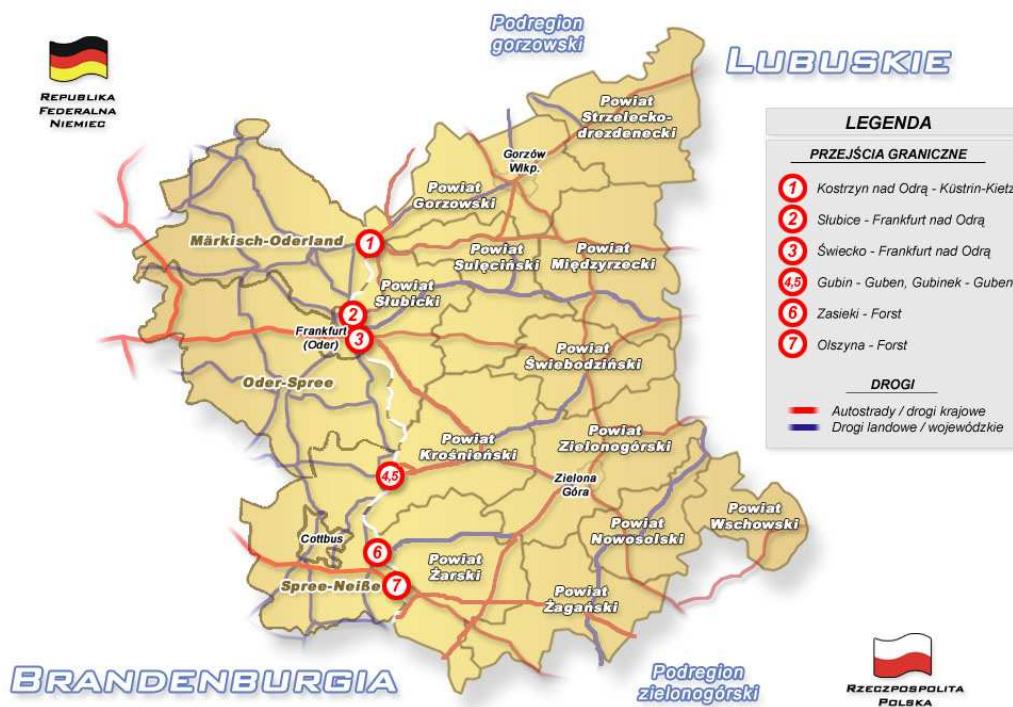 Podregion
gorzowski
LUBUSKIE
REPUBLIKA
FEDERALNA
NIEMIEC
Powiat
Strzelecko-
drezdenecki
Gorzów
Wlkp.
Powiat
Gorzowski
Märkisch-Oderland
1
Powiat
Sulęciński
Powiat
Międzyrzecki
Powiat
Słubicki
2
Frankfurt
(Oder)
3
Powiat
Świebodziński
Oder-Spree
Powiat
Krośnieński
Powiat
Zielonogórski
4,5
Zielona
Góra
Powiat
Wschowski
Powiat
Nowosolski
Cottbus
6
Powiat
Żarski
Spree-Neiße
7
Powiat
Żagański
BRANDENBURGIA
Podregion
zielonogórski
RZECZPOSPOLITA
POLSKA
LEGENDA
PRZEJŚCIA GRANICZNE
1 Kostrzyn nad Odrą - Küstrin-Kietz
2 Słubice - Frankfurt nad Odrą
3 Świecko - Frankfurt nad Odrą
4,5 Gubin - Guben, Gubinek - Guben
6 Zasieki - Forst
7 Olszyna - Forst
DROGI
Autostrady / drogi krajowe
Drogi landowe / wojewódzkie